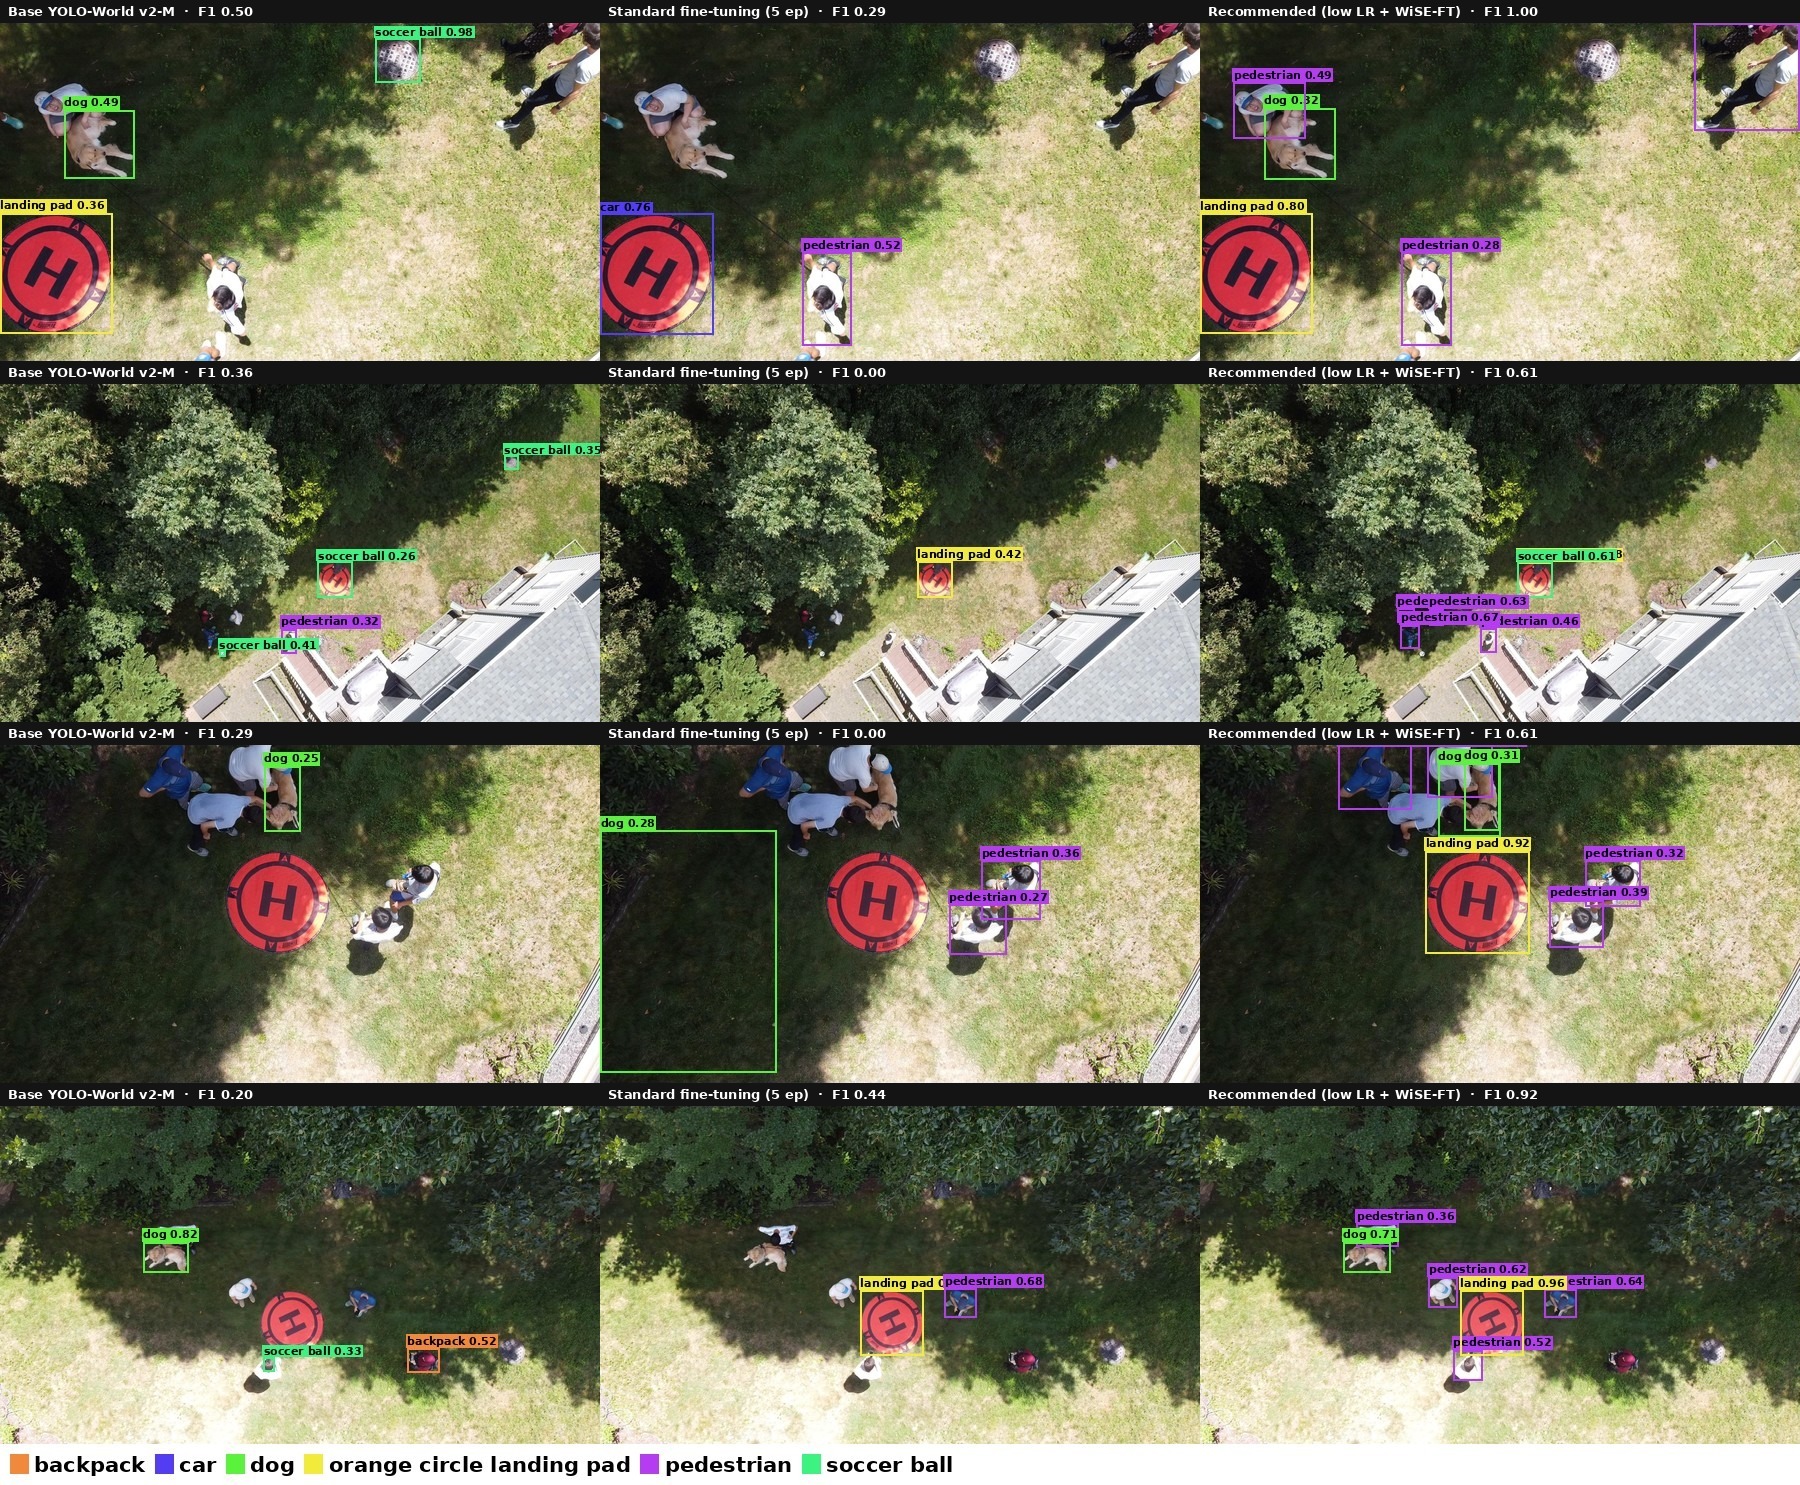 Base YOLO-World v2-M · F1 0.50
Standard fine-tuning (5 ep) · F1 0.29
Recommended (low LR + WiSE-FT) · F1 1.00
soccer ball 0.98
dog 0.49
landing pad 0.36
H
car 0.76
pedestrian 0.52
H
pedestrian 0.49
dog 0.32
landing pad 0.80
pedestrian 0.28
H
Base YOLO-World v2-M · F1 0.36
Standard fine-tuning (5 ep) · F1 0.00
Recommended (low LR + WiSE-FT) · F1 0.61
soccer ball 0.35
soccer ball 0.26
H
pedestrian 0.32
soccer ball 0.41
landing pad 0.42
H
soccer ball 0.61
H
pedestrian 0.63
pedestrian 0.67
destrian 0.46
Base YOLO-World v2-M · F1 0.29
Standard fine-tuning (5 ep) · F1 0.00
Recommended (low LR + WiSE-FT) · F1 0.61
dog 0.25
H
dog 0.28
pedestrian 0.36
pedestrian 0.27
H
dog
dog 0.31
landing pad 0.92
pedestrian 0.32
pedestrian 0.39
H
Base YOLO-World v2-M · F1 0.20
Standard fine-tuning (5 ep) · F1 0.44
Recommended (low LR + WiSE-FT) · F1 0.92
dog 0.82
H
backpack 0.52
soccer ball 0.33
landing pad
pedestrian 0.68
H
pedestrian 0.36
dog 0.71
pedestrian 0.62
landing pad 0.96
estrian 0.64
H
pedestrian 0.52
backpack car dog orange circle landing pad pedestrian soccer ball